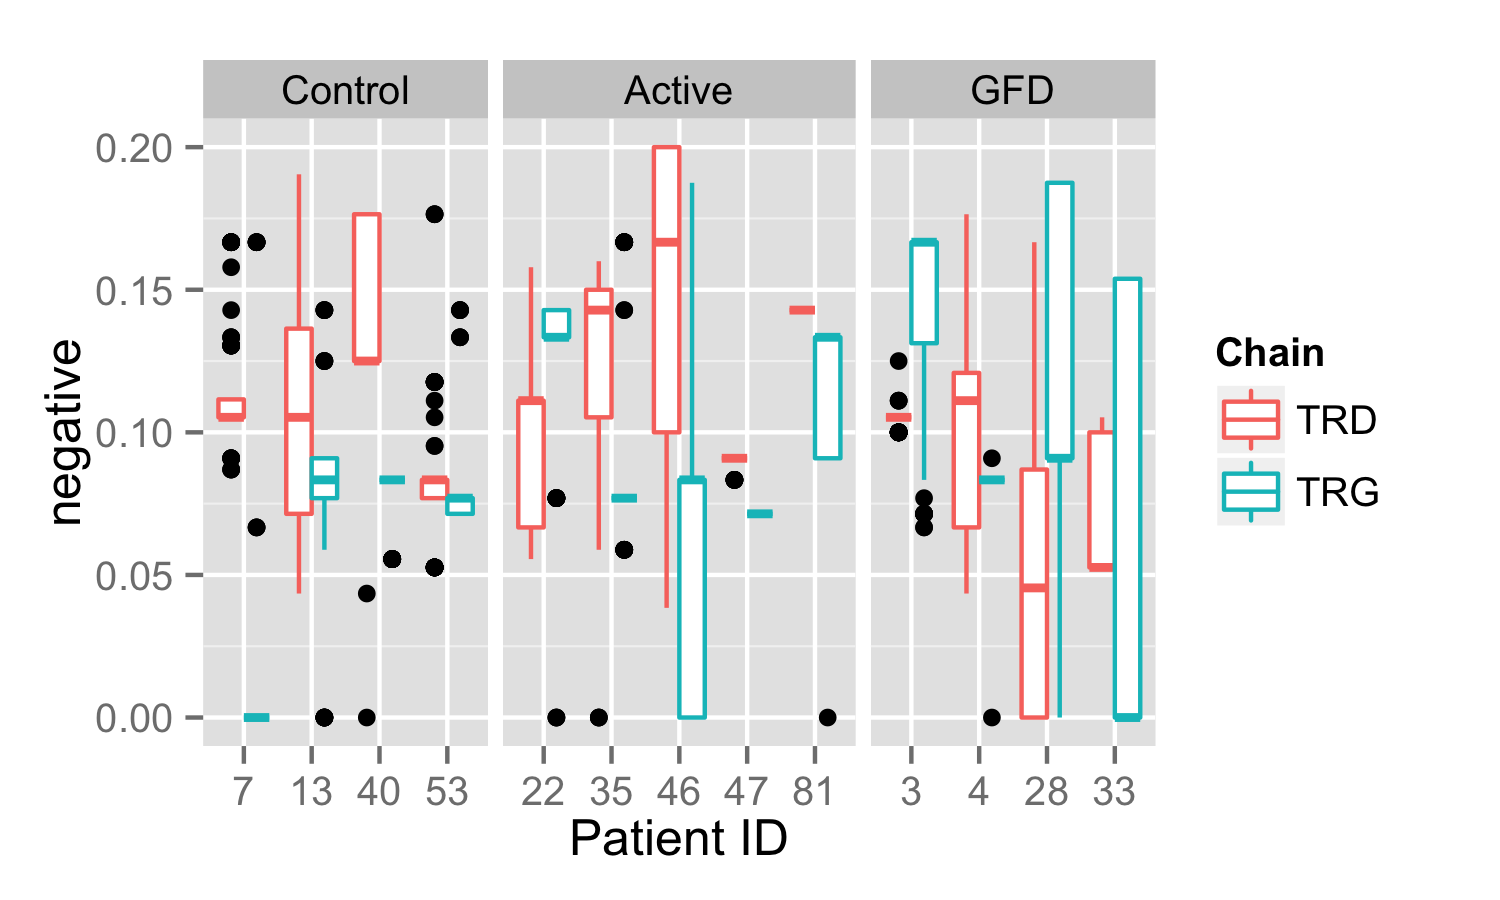 Control Active GFD
0.20
0.15
0.10
0.05
0.00
negative
7 13 40 53 22 35 46 47 81 3 4 28 33
Patient ID
Chain
TRD
TRG